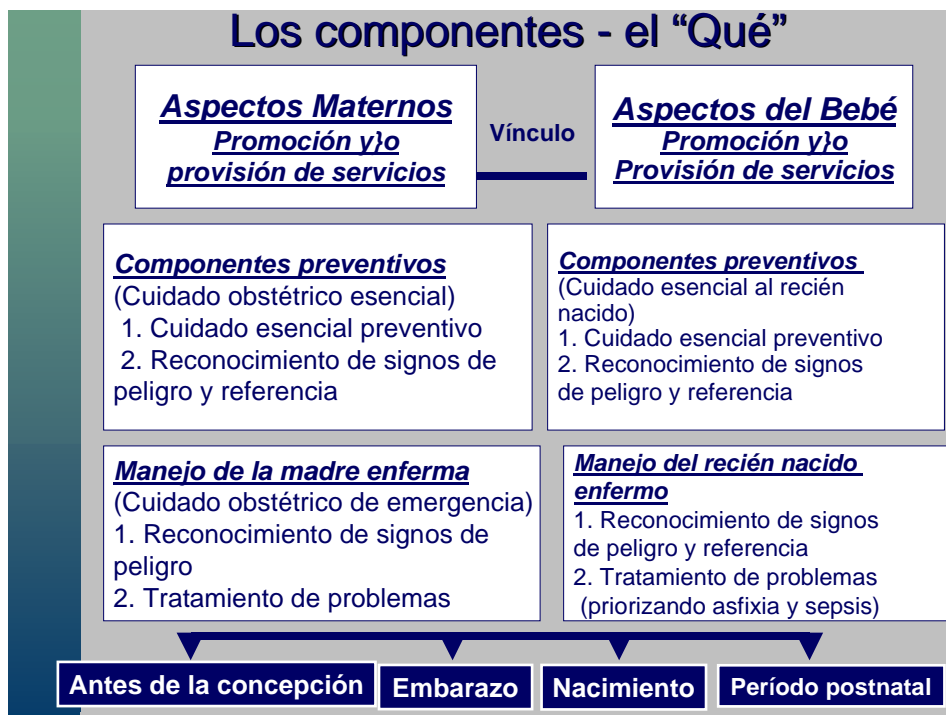 Los componentes - el “Qué”
Aspectos Maternos
Promoción y}o
provisión de servicios
Vínculo
Aspectos del Bebé
Promoción y}o
Provisión de servicios
Componentes preventivos
(Cuidado obstétrico esencial)
1. Cuidado esencial preventivo
2. Reconocimiento de signos de
peligro y referencia
Componentes preventivos
(Cuidado esencial al recién
nacido)
1. Cuidado esencial preventivo
2. Reconocimiento de signos
de peligro y referencia
Manejo de la madre enferma
(Cuidado obstétrico de emergencia)
1. Reconocimiento de signos de
peligro
2. Tratamiento de problemas
Manejo del recién nacido
enfermo
1. Reconocimiento de signos
de peligro y referencia
2. Tratamiento de problemas
(priorizando asfixia y sepsis)
Antes de la concepción
Embarazo
Nacimiento
Período postnatal